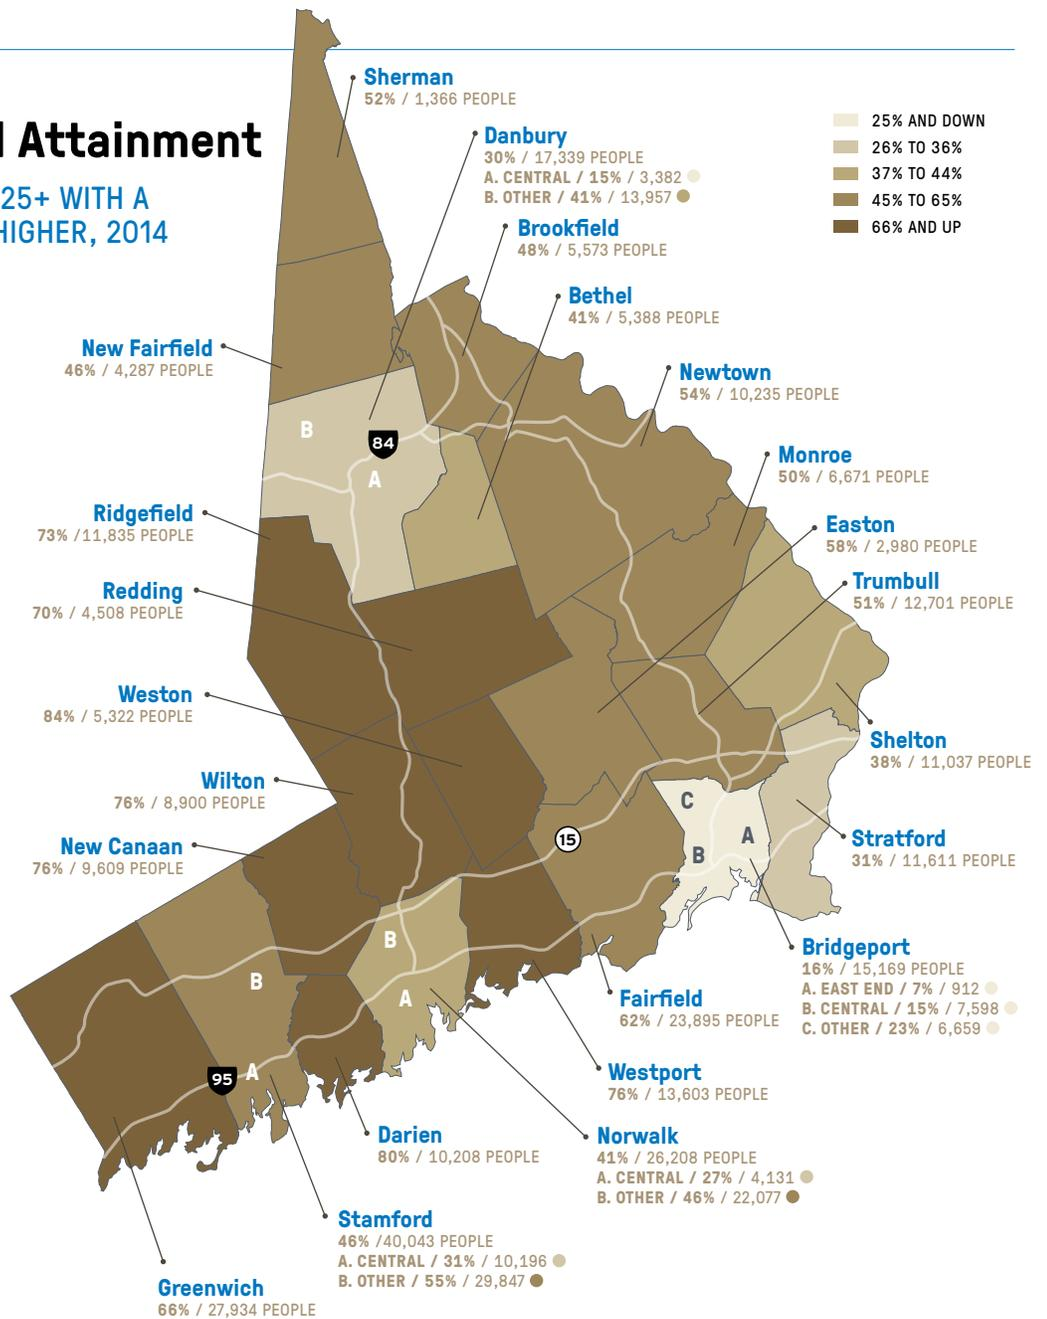 Attainment
25+ WITH A
HIGHER, 2014
25% AND DOWN
26% TO 36%
37% TO 44%
45% TO 65%
66% AND UP
Sherman
52% / 1,366 PEOPLE
Danbury
30% / 17,339 PEOPLE
A. CENTRAL / 15% / 3,382
B. OTHER / 41% / 13,957
Brookfield
48% / 5,573 PEOPLE
Bethel
41% / 5,388 PEOPLE
New Fairfield
46% / 4,287 PEOPLE
Newtown
54% / 10,235 PEOPLE
B
84
A
Monroe
50% / 6,671 PEOPLE
Ridgefield
73% /11,835 PEOPLE
Easton
58% / 2,980 PEOPLE
Redding
70% / 4,508 PEOPLE
Trumbull
51% / 12,701 PEOPLE
Weston
84% / 5,322 PEOPLE
Shelton
38% / 11,037 PEOPLE
Wilton
76% / 8,900 PEOPLE
C
A
B
15
New Canaan
76% / 9,609 PEOPLE
Stratford
31% / 11,611 PEOPLE
B
A
B
A
95
Bridgeport
16% / 15,169 PEOPLE
A. EAST END / 7% / 912
B. CENTRAL / 15% / 7,598
C. OTHER / 23% / 6,659
Fairfield
62% / 23,895 PEOPLE
Westport
76% / 13,603 PEOPLE
Darien
80% / 10,208 PEOPLE
Norwalk
41% / 26,208 PEOPLE
A. CENTRAL / 27% / 4,131
B. OTHER / 46% / 22,077
Stamford
46% /40,043 PEOPLE
A. CENTRAL / 31% / 10,196
B. OTHER / 55% / 29,847
Greenwich
66% / 27,934 PEOPLE